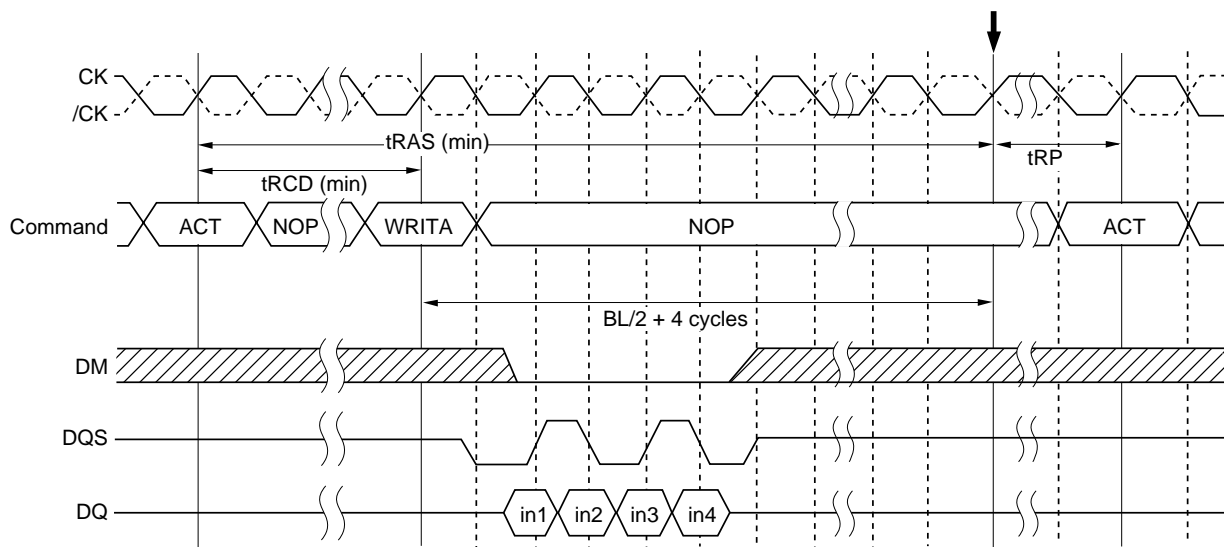 CK
/CK
tRAS (min)
tRP
tRCD (min)
Command ACT NOP WRITA NOP ACT
BL/2 + 4 cycles
DM
DQS
DQ in1 in2 in3 in4